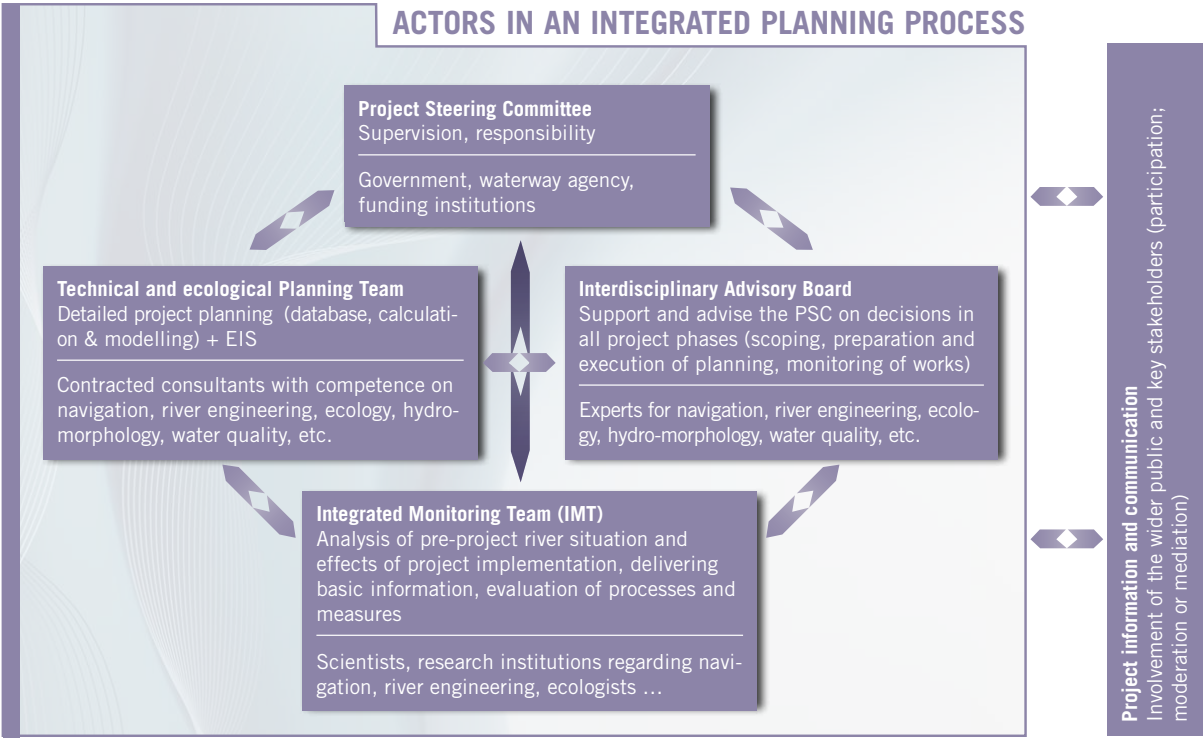 ACTORS IN AN INTEGRATED PLANNING PROCESS
Project Steering Committee
Supervision, responsibility
Government, waterway agency,
funding institutions
Technical and ecological Planning Team
Detailed project planning (database, calculati-
on & modelling) + EIS
Contracted consultants with competence on
navigation, river engineering, ecology, hydro-
morphology, water quality, etc.
Interdisciplinary Advisory Board
Support and advise the PSC on decisions in
all project phases (scoping, preparation and
execution of planning, monitoring of works)
Experts for navigation, river engineering, ecolo-
gy, hydro-morphology, water quality, etc.
Integrated Monitoring Team (IMT)
Analysis of pre-project river situation and
effects of project implementation, delivering
basic information, evaluation of processes and
measures
Scientists, research institutions regarding navi-
gation, river engineering, ecologists ...
Project information and communication
Involvement of the wider public and key stakeholders (participation;
moderation or mediation)